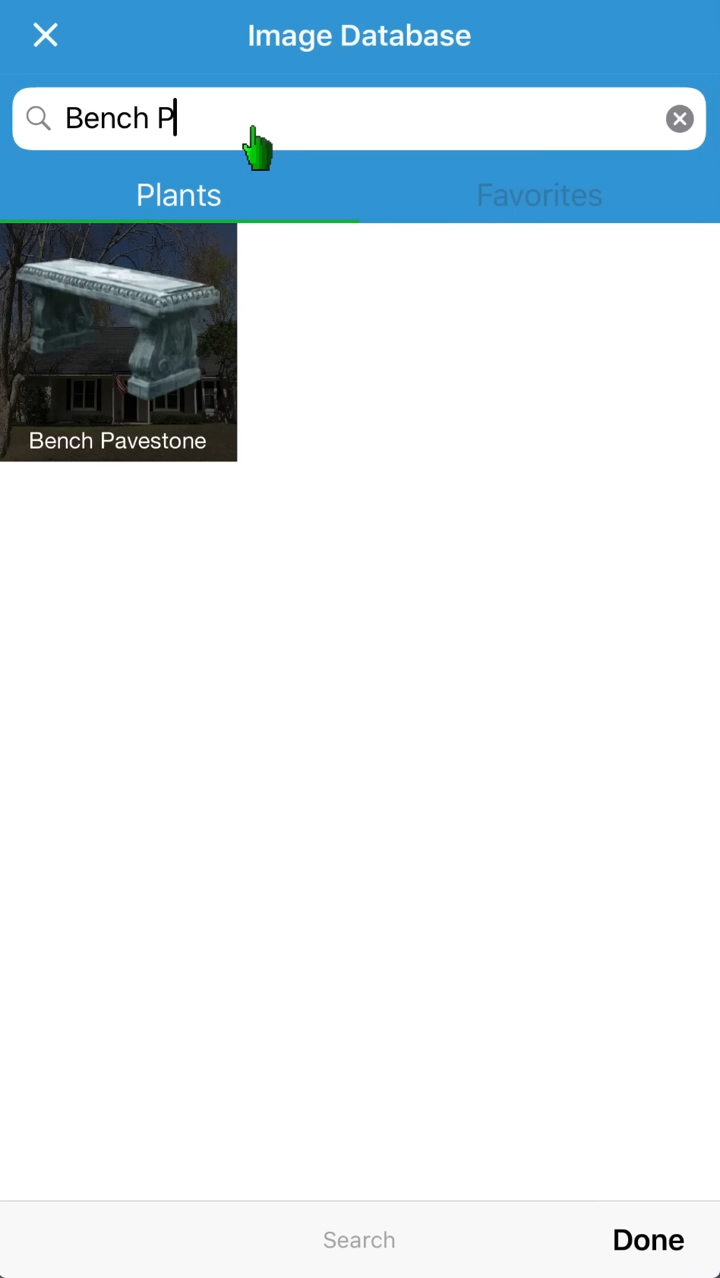 Image Database
Bench P
Plants
Favorites
Bench Pavestone
Search
Done